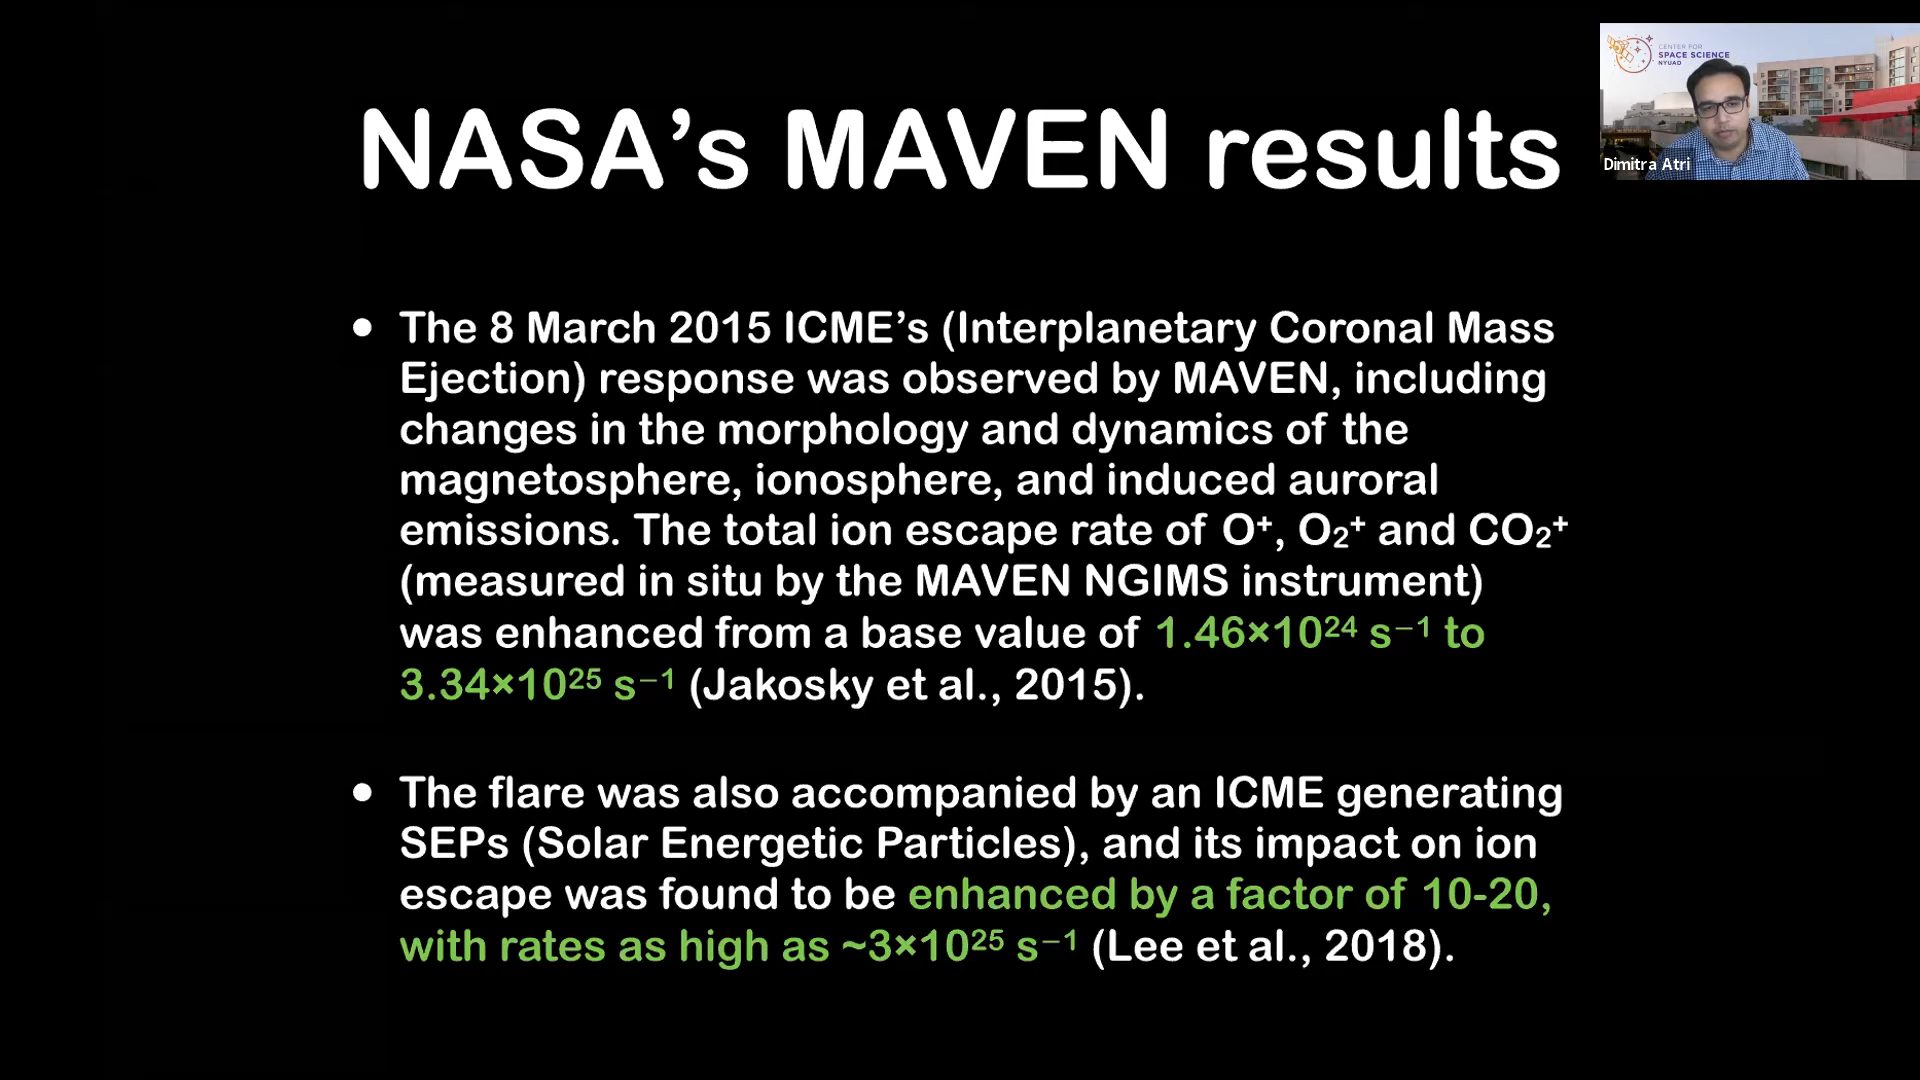 NASA’s MAVEN results
CENTER FOR
SPACE SCIENCE
NYUAD
Dimitra Atri
• The 8 March 2015 ICME’s (Interplanetary Coronal Mass
Ejection) response was observed by MAVEN, including
changes in the morphology and dynamics of the
magnetosphere, ionosphere, and induced auroral
emissions. The total ion escape rate of O⁺, O₂⁺ and CO₂⁺
(measured in situ by the MAVEN NGIMS instrument)
was enhanced from a base value of 1.46×10²⁴ s⁻¹ to
3.34×10²⁵ s⁻¹ (Jakosky et al., 2015).
• The flare was also accompanied by an ICME generating
SEPs (Solar Energetic Particles), and its impact on ion
escape was found to be enhanced by a factor of 10-20,
with rates as high as ~3×10²⁵ s⁻¹ (Lee et al., 2018).